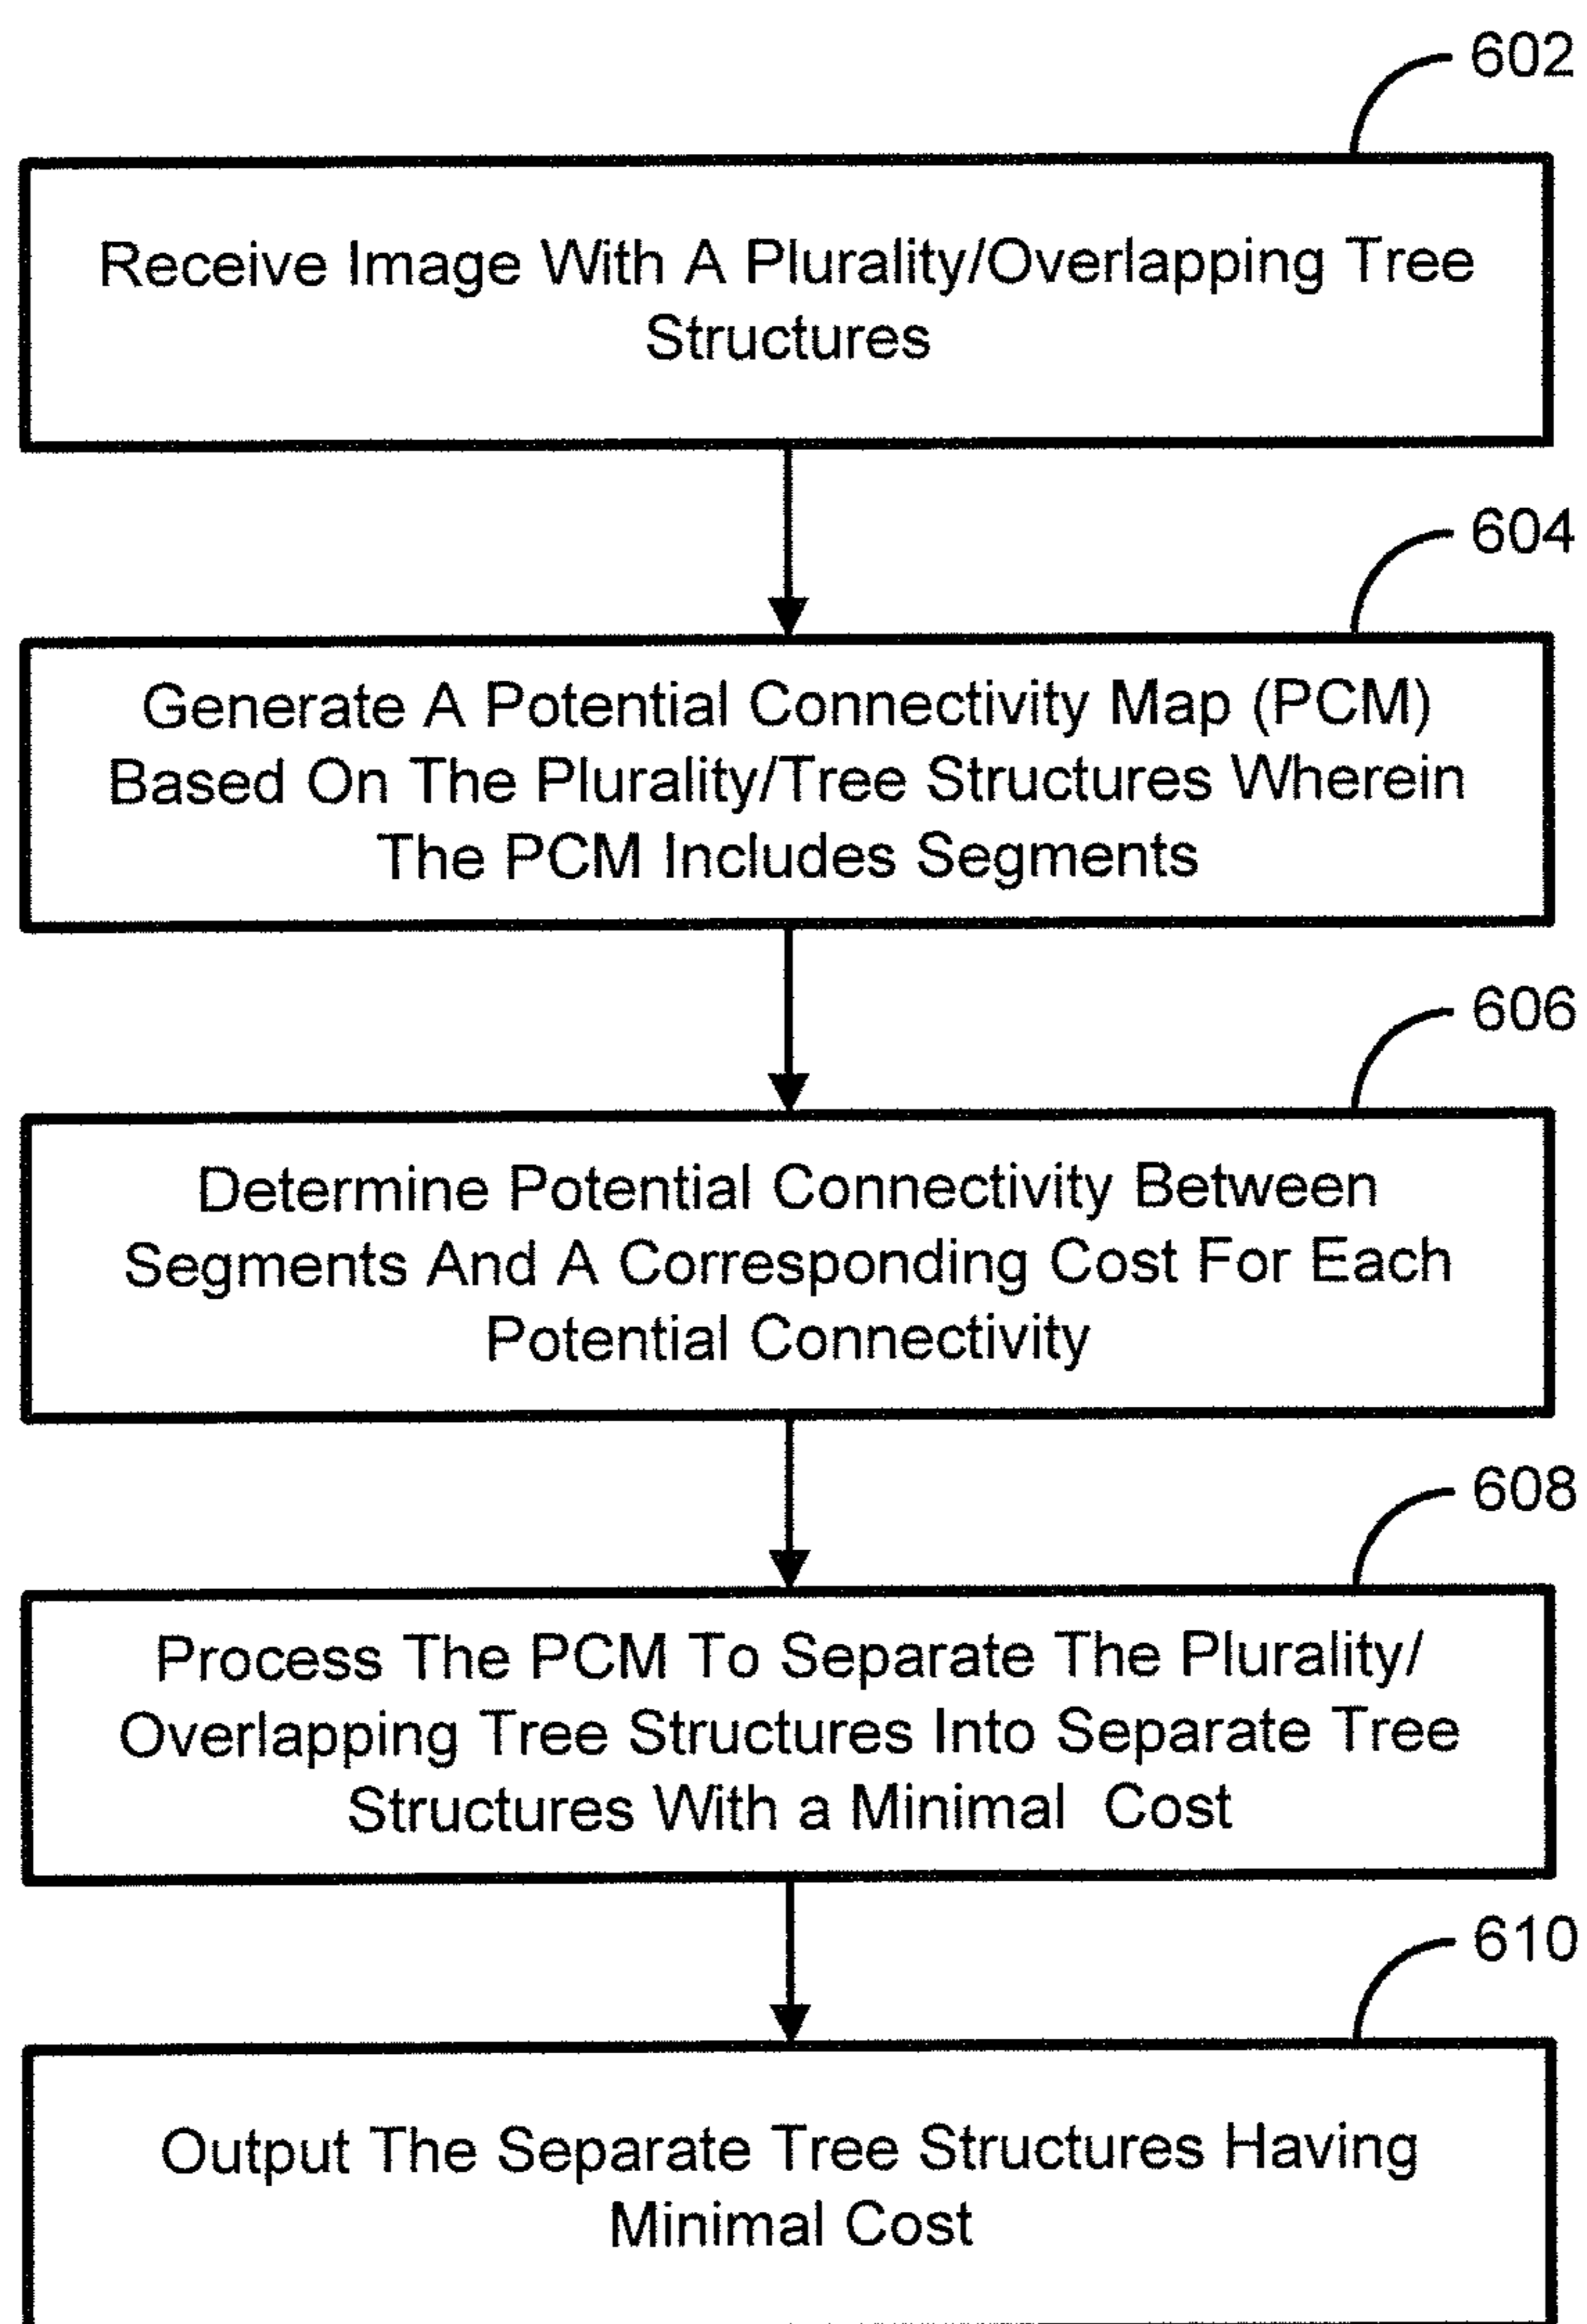 602
Receive Image With A Plurality/Overlapping Tree
Structures
604
Generate A Potential Connectivity Map (PCM)
Based On The Plurality/Tree Structures Wherein
The PCM Includes Segments
606
Determine Potential Connectivity Between
Segments And A Corresponding Cost For Each
Potential Connectivity
608
Process The PCM To Separate The Plurality/
Overlapping Tree Structures Into Separate Tree
Structures With a Minimal Cost
610
Output The Separate Tree Structures Having
Minimal Cost